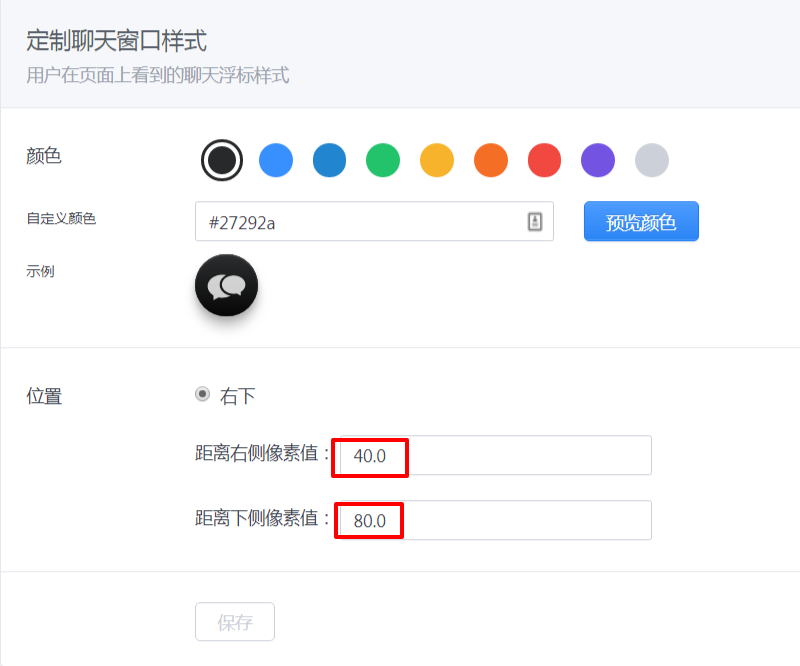 定制聊天窗口样式
用户在页面上看到的聊天浮标样式
颜色
自定义颜色
#27292a
预览颜色
示例
位置
右下
距离右侧像素值：
40.0
距离下侧像素值：
80.0
保存